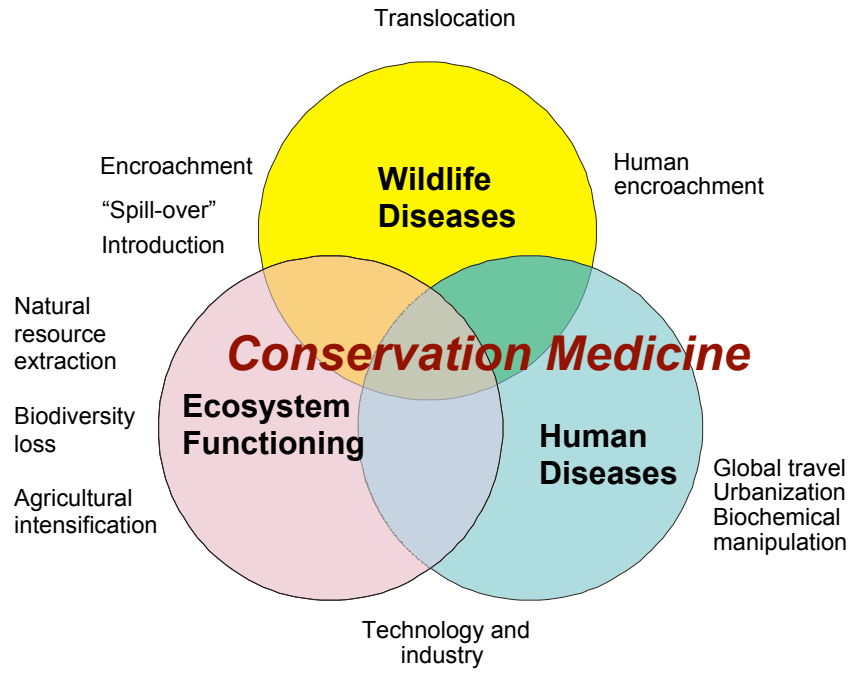 Translocation
Encroachment
“Spill-over”
Introduction
Wildlife
Diseases
Human
encroachment
Natural
resource
extraction
Conservation Medicine
Biodiversity
loss
Ecosystem
Functioning
Human
Diseases
Agricultural
intensification
Global travel
Urbanization
Biochemical
manipulation
Technology and
industry